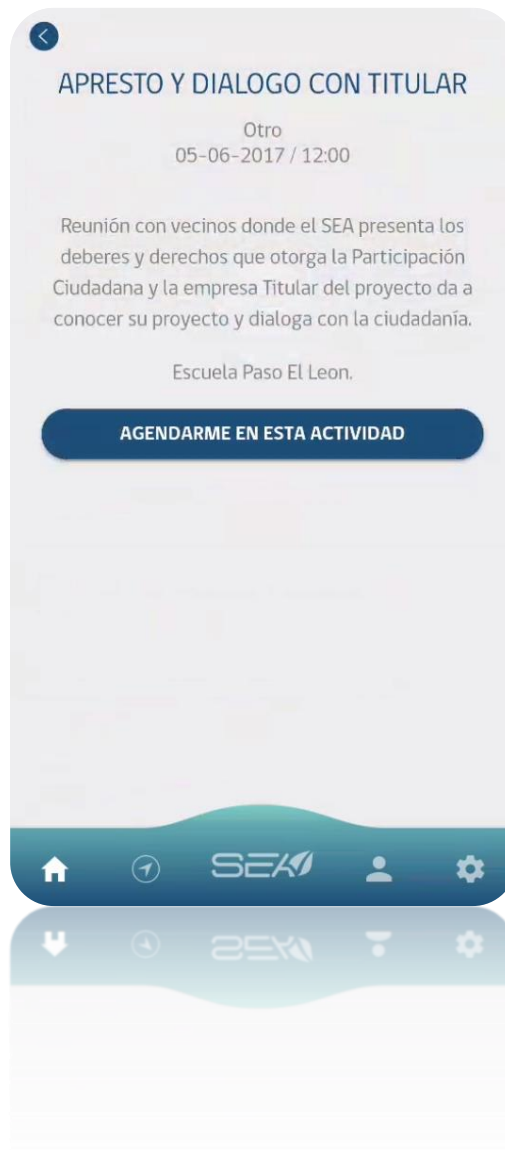 APRESTO Y DIALOGO CON TITULAR
Otro
05-06-2017 / 12:00
Reunión con vecinos donde el SEA presenta los
deberes y derechos que otorga la Participación
Ciudadana y la empresa Titular del proyecto da a
conocer su proyecto y dialoga con la ciudadanía.
Escuela Paso El Leon.
AGENDARME EN ESTA ACTIVIDAD
SEA